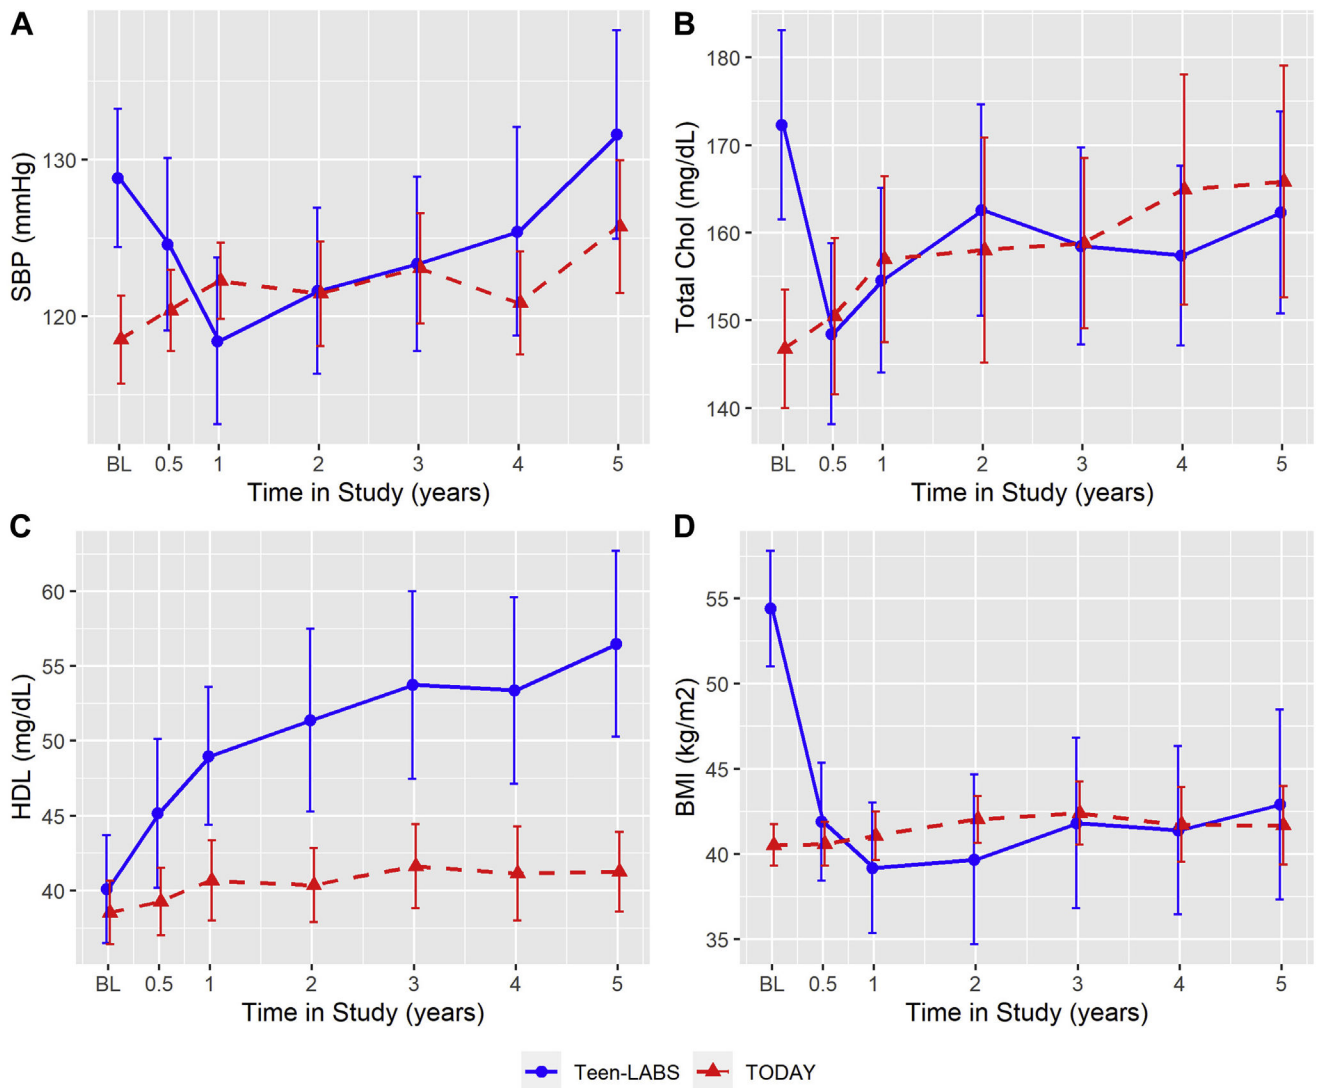 A
SBP (mmHg)
130
120
BL 0.5 1 2 3 4 5
Time in Study (years)
B
Total Chol (mg/dL)
180
170
160
150
140
BL 0.5 1 2 3 4 5
Time in Study (years)
C
HDL (mg/dL)
60
55
50
45
40
BL 0.5 1 2 3 4 5
Time in Study (years)
D
BMI (kg/m2)
55
50
45
40
35
BL 0.5 1 2 3 4 5
Time in Study (years)
Teen-LABS TODAY